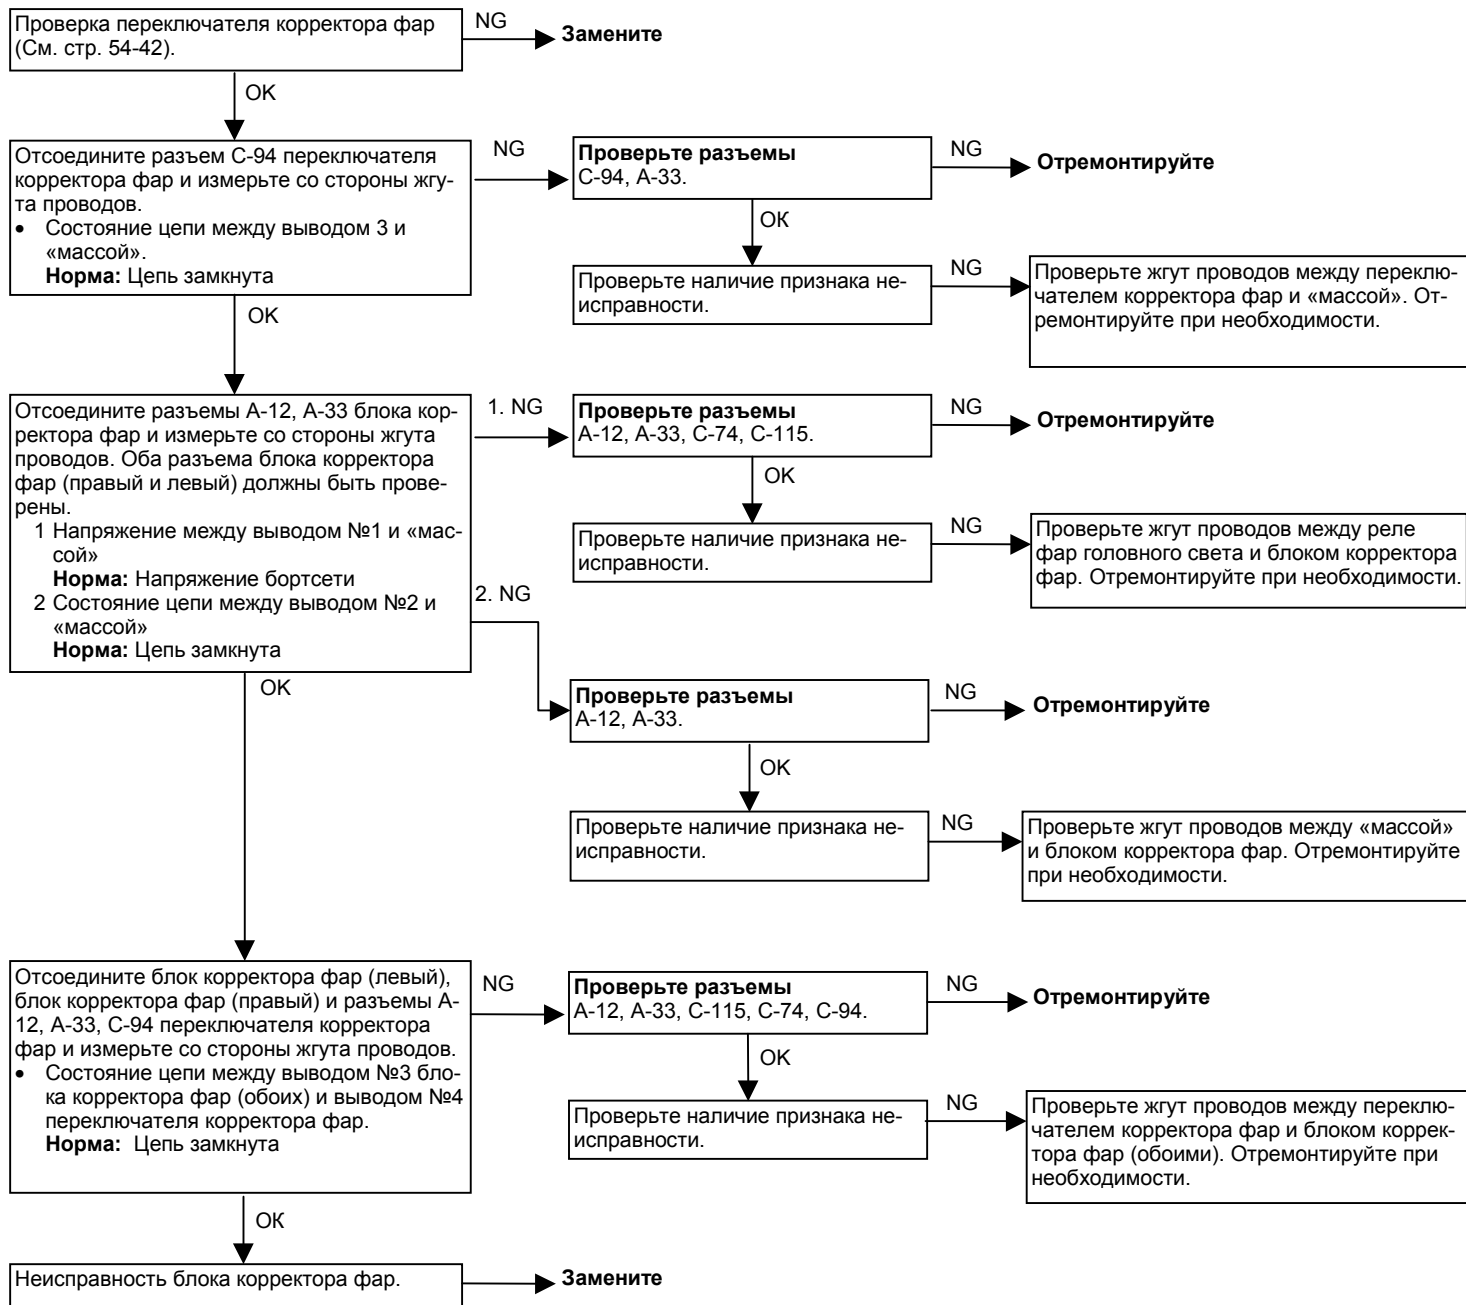 Проверка переключателя корректора фар
(См. стр. 54-42).
NG
Замените
OK
Отсоедините разъем С-94 переключателя
корректора фар и измерьте со стороны жгу-
та проводов.
• Состояние цепи между выводом 3 и
«массой».
Норма: Цепь замкнута
NG
Проверьте разъемы
С-94, А-33.
NG
Отремонтируйте
OK
Проверьте наличие признака не-
исправности.
NG
Проверьте жгут проводов между переклю-
чателем корректора фар и «массой». От-
ремонтируйте при необходимости.
OK
Отсоедините разъемы А-12, А-33 блока кор-
ректора фар и измерьте со стороны жгута
проводов. Оба разъема блока корректора
фар (правый и левый) должны быть прове-
рены.
1 Напряжение между выводом №1 и «мас-
сой»
Норма: Напряжение бортсети
2 Состояние цепи между выводом №2 и
«массой»
Норма: Цепь замкнута
1. NG
Проверьте разъемы
А-12, А-33, С-74, С-115.
NG
Отремонтируйте
OK
Проверьте наличие признака не-
исправности.
NG
Проверьте жгут проводов между реле
фар головного света и блоком корректора
фар. Отремонтируйте при необходимости.
2. NG
Проверьте разъемы
А-12, А-33.
NG
Отремонтируйте
OK
Проверьте наличие признака не-
исправности.
NG
Проверьте жгут проводов между «массой»
и блоком корректора фар. Отремонтируйте
при необходимости.
OK
Отсоедините блок корректора фар (левый),
блок корректора фар (правый) и разъемы А-
12, А-33, С-94 переключателя корректора
фар и измерьте со стороны жгута проводов.
• Состояние цепи между выводом №3 бло-
ка корректора фар (обоих) и выводом №4
переключателя корректора фар.
Норма: Цепь замкнута
NG
Проверьте разъемы
А-12, А-33, С-115, С-74, С-94.
NG
Отремонтируйте
OK
Проверьте наличие признака не-
исправности.
NG
Проверьте жгут проводов между переклю-
чателем корректора фар и блоком коррек-
тора фар (обоими). Отремонтируйте при
необходимости.
OK
Неисправность блока корректора фар.
Замените